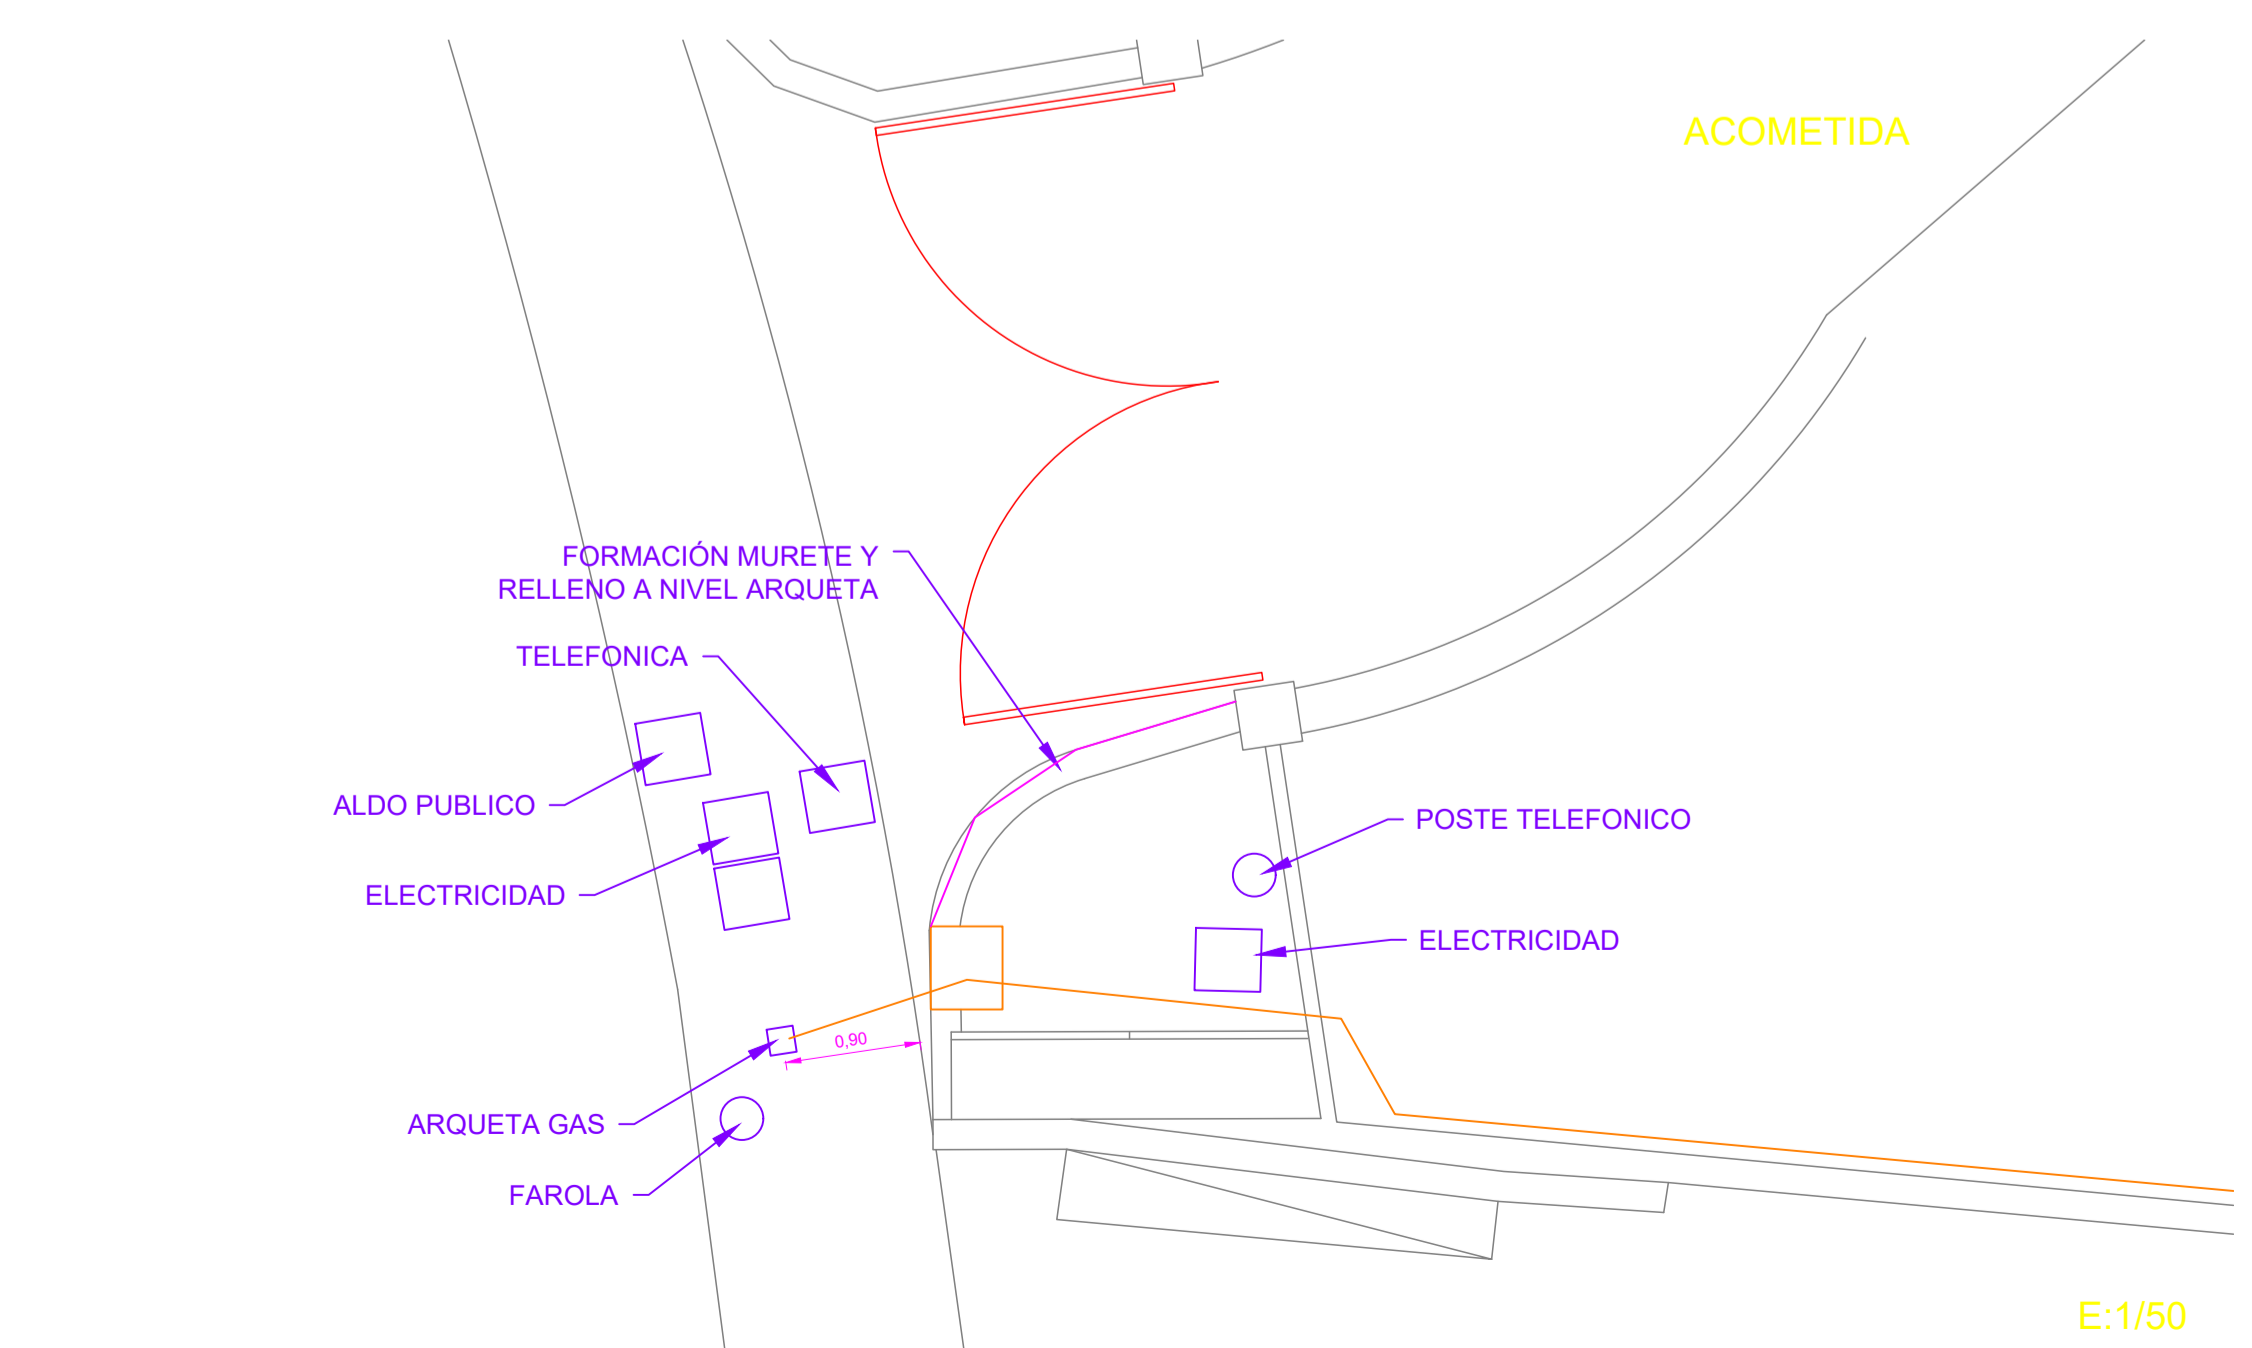 ACOMETIDA
FORMACIÓN MURETE Y
RELLENO A NIVEL ARQUETA
TELEFONICA
ALDO PUBLICO
POSTE TELEFONICO
ELECTRICIDAD
ELECTRICIDAD
0,90
ARQUETA GAS
FAROLA
E:1/50